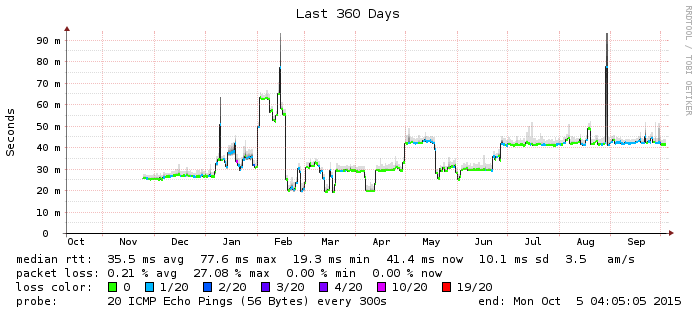 Last 360 Days
RRDTOOL / TOBI OETIKER
Seconds
90 m
80 m
70 m
60 m
50 m
40 m
30 m
20 m
10 m
0
Oct Nov Dec Jan Feb Mar Apr May Jun Jul Aug Sep
median rtt: 35.5 ms avg 77.6 ms max 19.3 ms min 41.4 ms now 10.1 ms sd 3.5 am/s
packet loss: 0.21 % avg 27.08 % max 0.00 % min 0.00 % now
loss color: 0 1/20 2/20 3/20 4/20 10/20 19/20
probe: 20 ICMP Echo Pings (56 Bytes) every 300s end: Mon Oct 5 04:05:05 2015